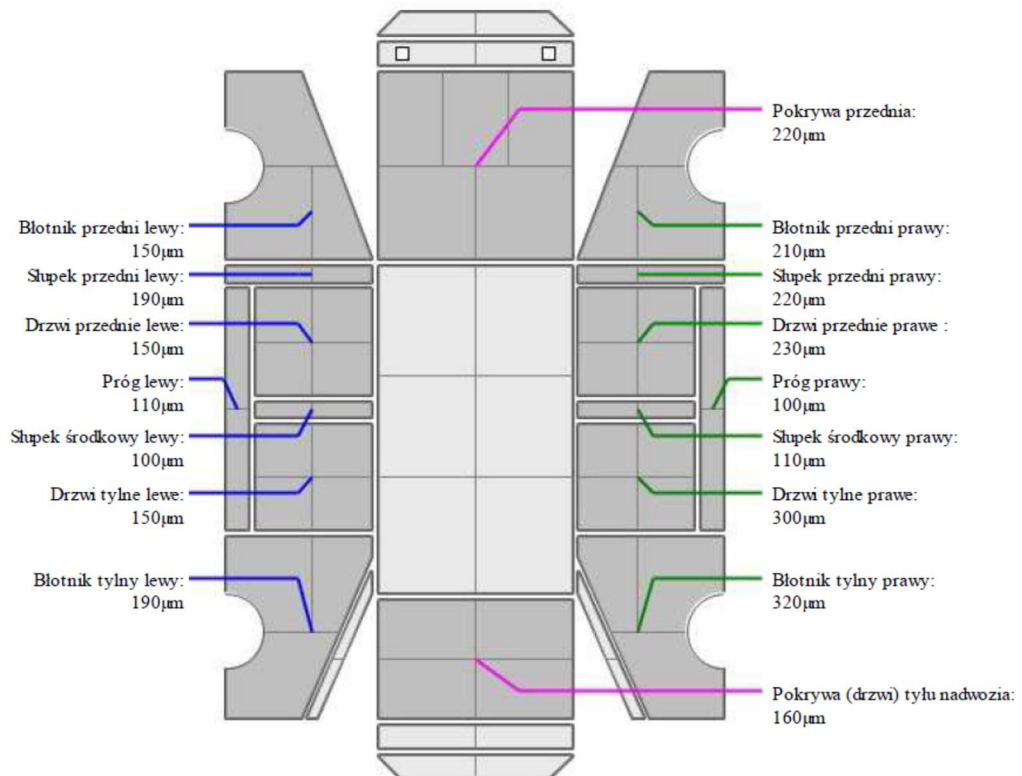 Pokrywa przednia:
220μm
Błotnik przedni lewy:
150μm
Słupek przedni lewy:
190μm
Drzwi przednie lewe:
150μm
Próg lewy:
110μm
Słupek środkowy lewy:
100μm
Drzwi tylne lewe:
150μm
Błotnik tylny lewy:
190μm
Błotnik przedni prawy:
210μm
Słupek przedni prawy:
220μm
Drzwi przednie prawe :
230μm
Próg prawy:
100μm
Słupek środkowy prawy:
110μm
Drzwi tylne prawe:
300μm
Błotnik tylny prawy:
320μm
Pokrywa (drzwi) tyłu nadwozia:
160μm